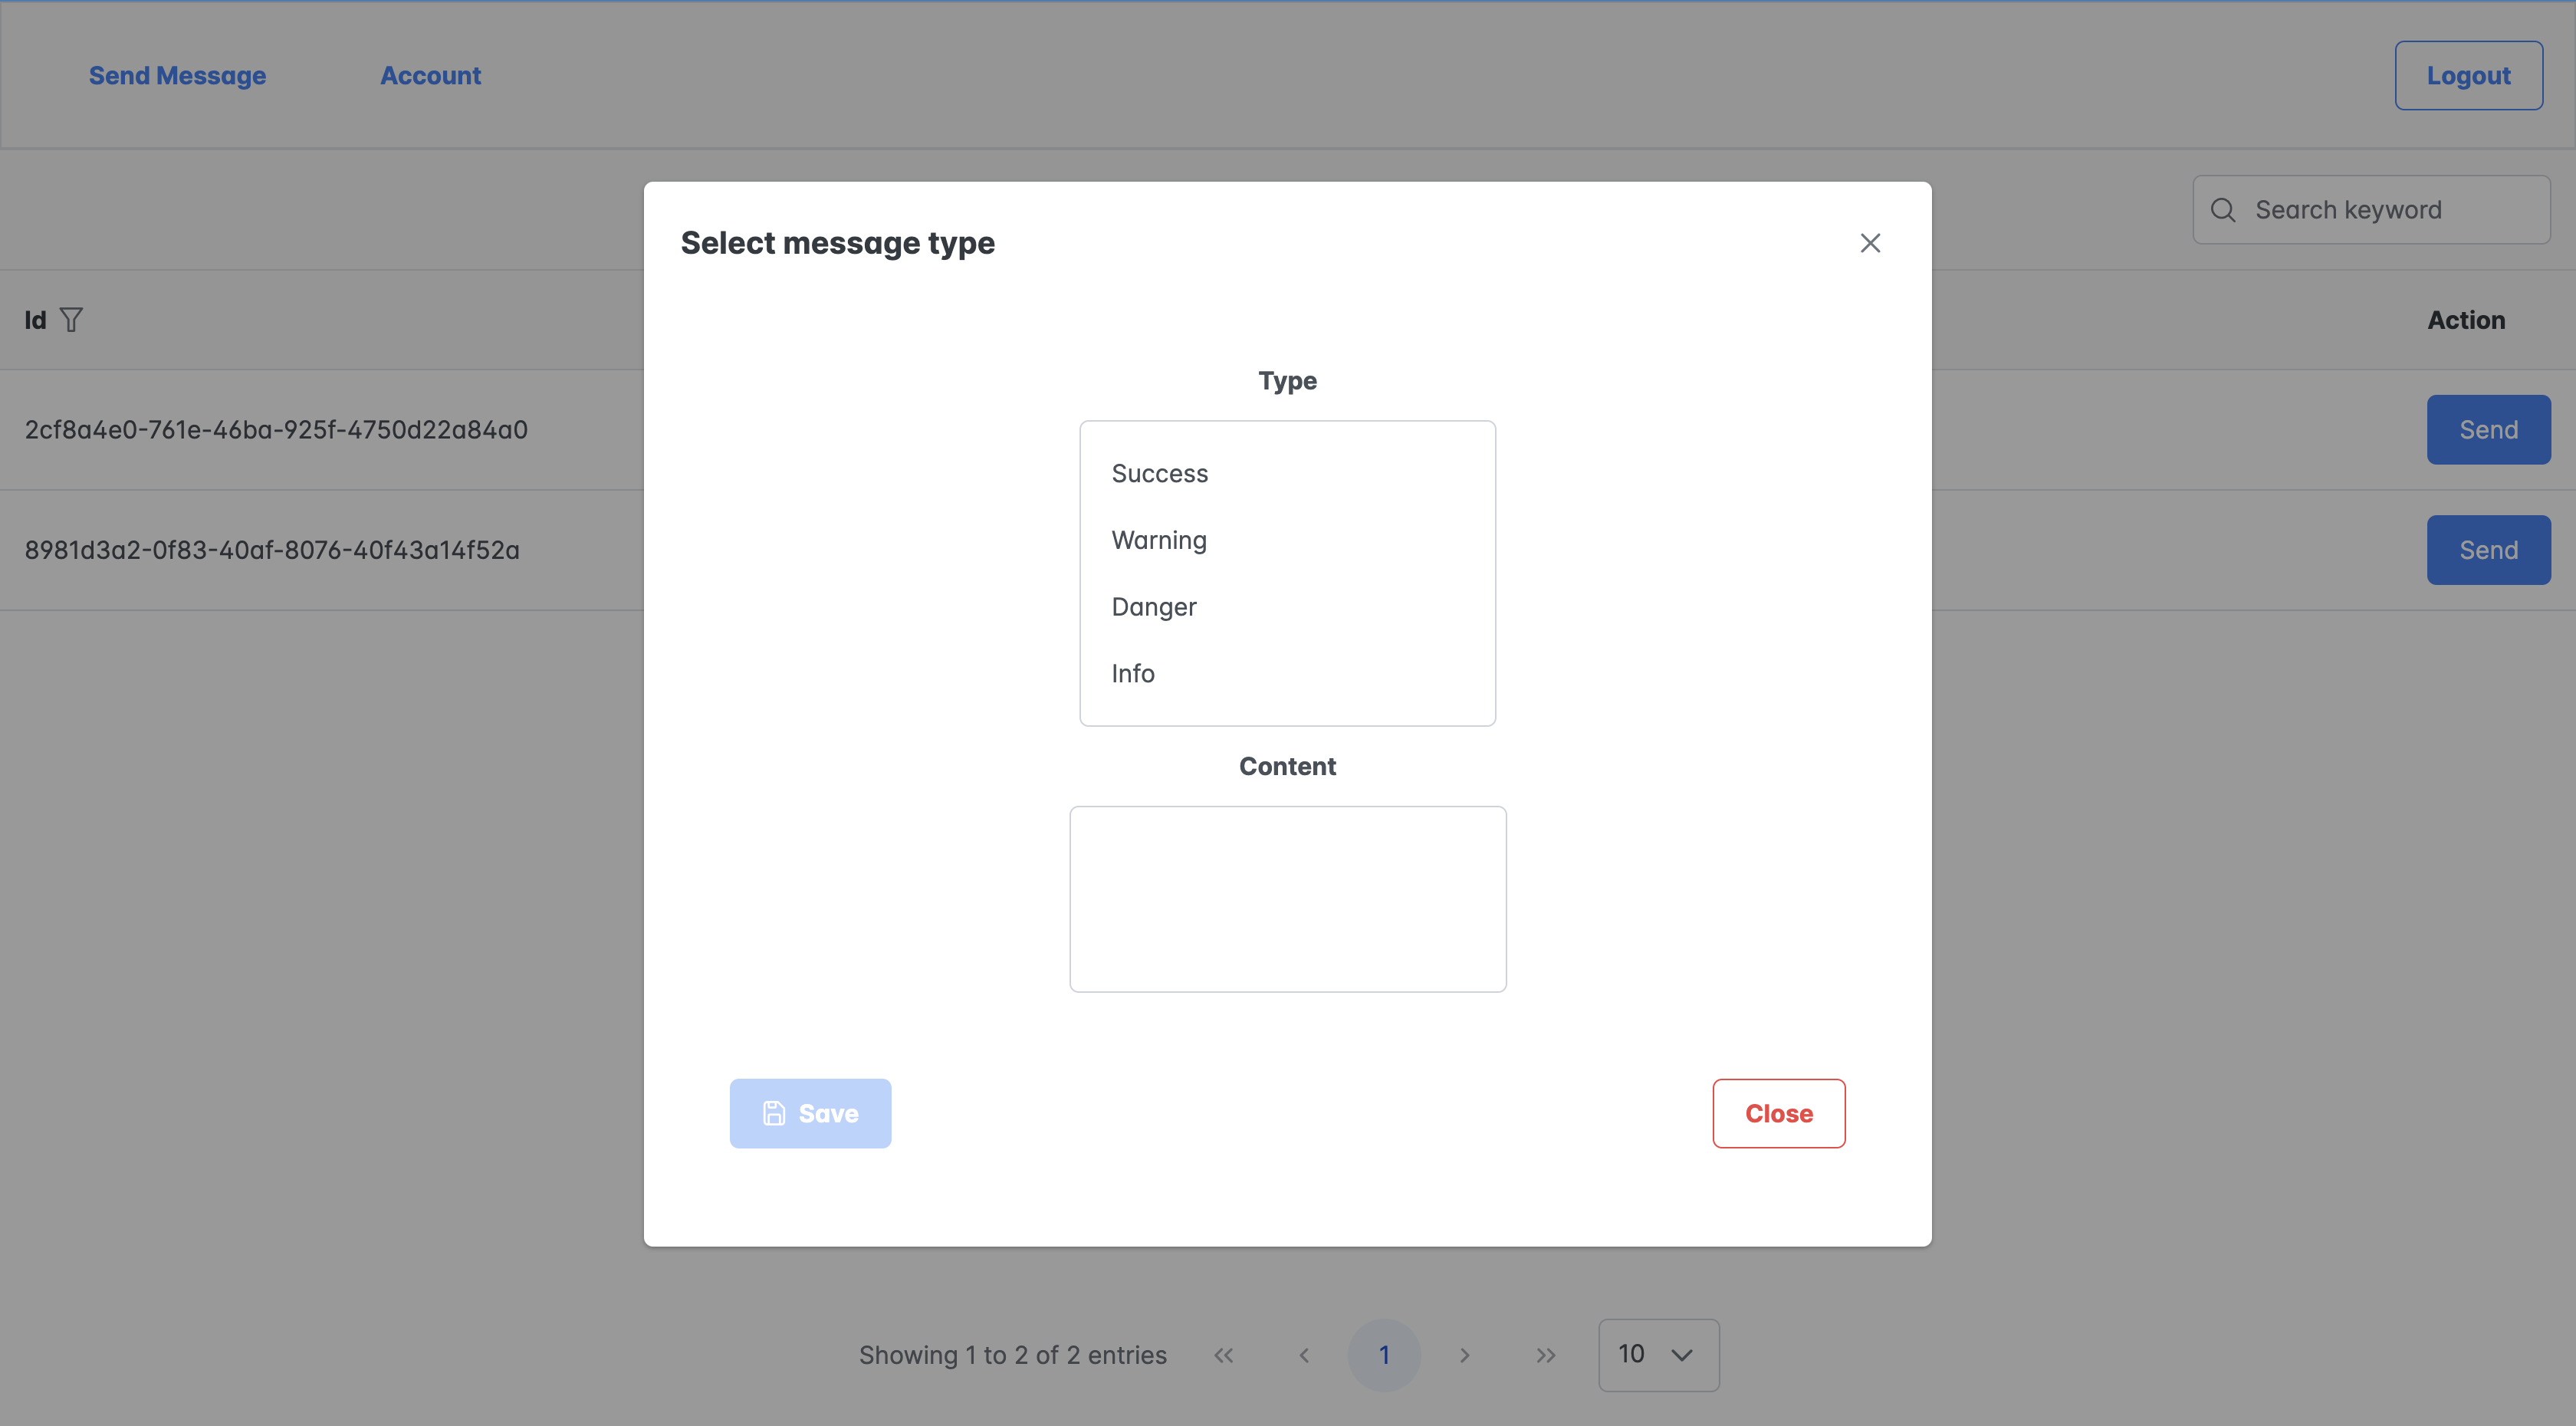 Send Message
Account
Logout
Search keyword
Id
Action
2cf8a4e0-761e-46ba-925f-4750d22a84a0
Send
8981d3a2-0f83-40af-8076-40f43a14f52a
Send
Select message type
Type
Success
Warning
Danger
Info
Content
Save
Close
Showing 1 to 2 of 2 entries
1
10